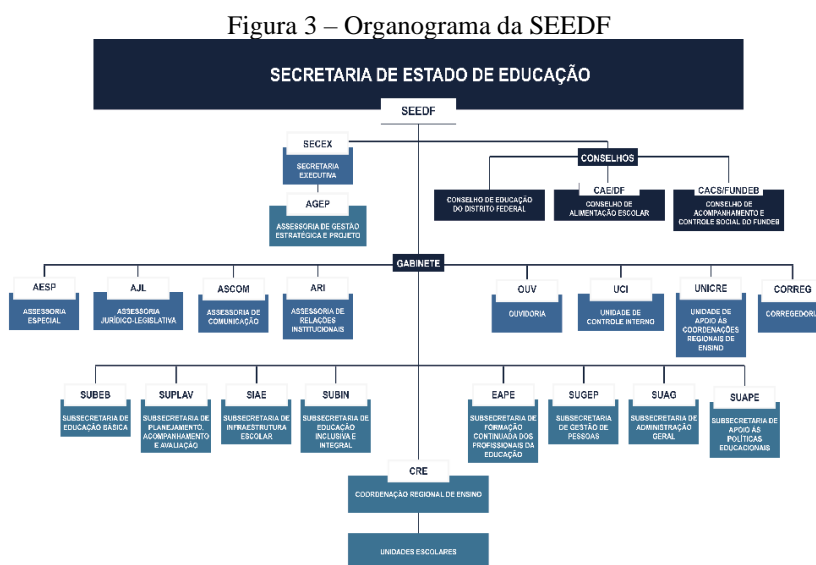 Figura 3 – Organograma da SEEDF
SECRETARIA DE ESTADO DE EDUCAÇÃO
SEEDF
SECEX
SECRETARIA
EXECUTIVA
AGEP
ASSESSORIA DE GESTÃO
ESTRATÉGICA E PROJETO
CONSELHOS
CONSELHO DE EDUCAÇÃO
DO DISTRITO FEDERAL
CAE/DF
CONSELHO DE
ALIMENTAÇÃO ESCOLAR
CACS/FUNDEB
CONSELHO DE
ACOMPANHAMENTO E
CONTROLE SOCIAL DO FUNDEB
GABINETE
AESP
ASSESSORIA
ESPECIAL
AJL
ASSESSORIA
JURÍDICO-LEGISLATIVA
ASCOM
ASSESSORIA DE
COMUNICAÇÃO
ARI
ASSESSORIA DE
RELAÇÕES
INSTITUCIONAIS
OUV
OUVIDORIA
UCI
UNIDADE DE
CONTROLE INTERNO
UNICRE
UNIDADE DE
APOIO ÀS
COORDENAÇÕES
REGIONAIS DE
ENSINO
CORREG
CORREGEDORIA
SUBEB
SUBSECRETARIA DE
EDUCAÇÃO BÁSICA
SUPLAV
SUBSECRETARIA DE
PLANEJAMENTO,
ACOMPANHAMENTO
E AVALIAÇÃO
SIAE
SUBSECRETARIA DE
INFRAESTRUTURA
ESCOLAR
SUBIN
SUBSECRETARIA DE
EDUCAÇÃO
INCLUSIVA E
INTEGRAL
EAPE
SUBSECRETARIA DE
FORMAÇÃO
CONTINUADA DOS
PROFISSIONAIS DA
EDUCAÇÃO
SUGEP
SUBSECRETARIA
DE GESTÃO DE
PESSOAS
SUAG
SUBSECRETARIA DE
ADMINISTRAÇÃO
GERAL
SUAPE
SUBSECRETARIA DE
APOIO ÀS
POLÍTICAS
EDUCACIONAIS
CRE
COORDENAÇÃO REGIONAL DE ENSINO
UNIDADES ESCOLARES